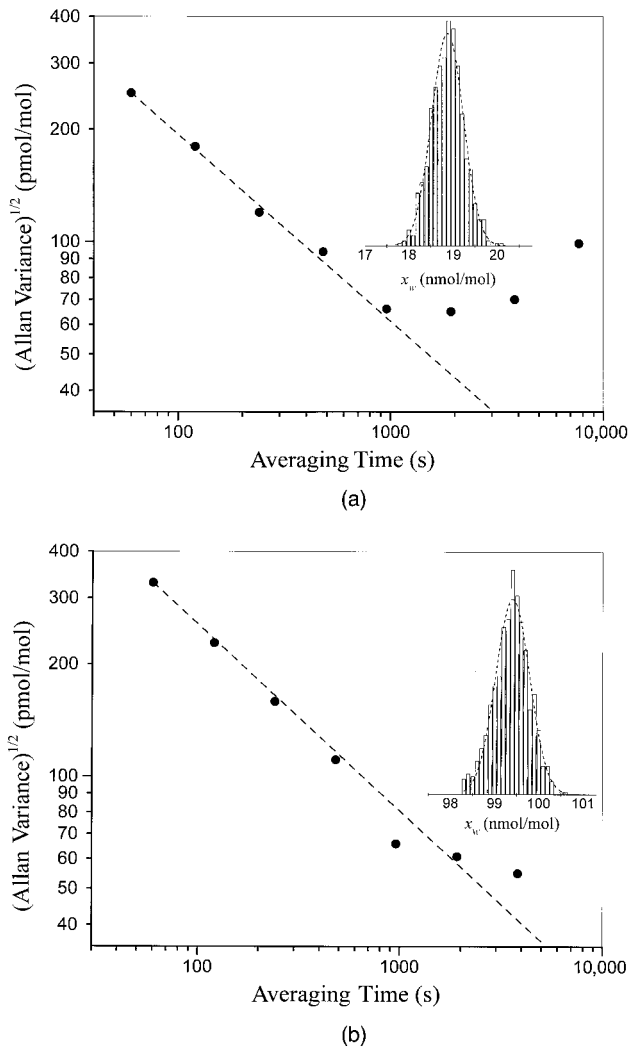 400
300
200
100
90
80
70
60
50
40
(Allan Variance)^1/2 (pmol/mol)
17 18 19 20
x_w (nmol/mol)
100 1000 10,000
Averaging Time (s)
(a)
400
300
200
100
90
80
70
60
50
40
(Allan Variance)^1/2 (pmol/mol)
98 99 100 101
x_w (nmol/mol)
100 1000 10,000
Averaging Time (s)
(b)